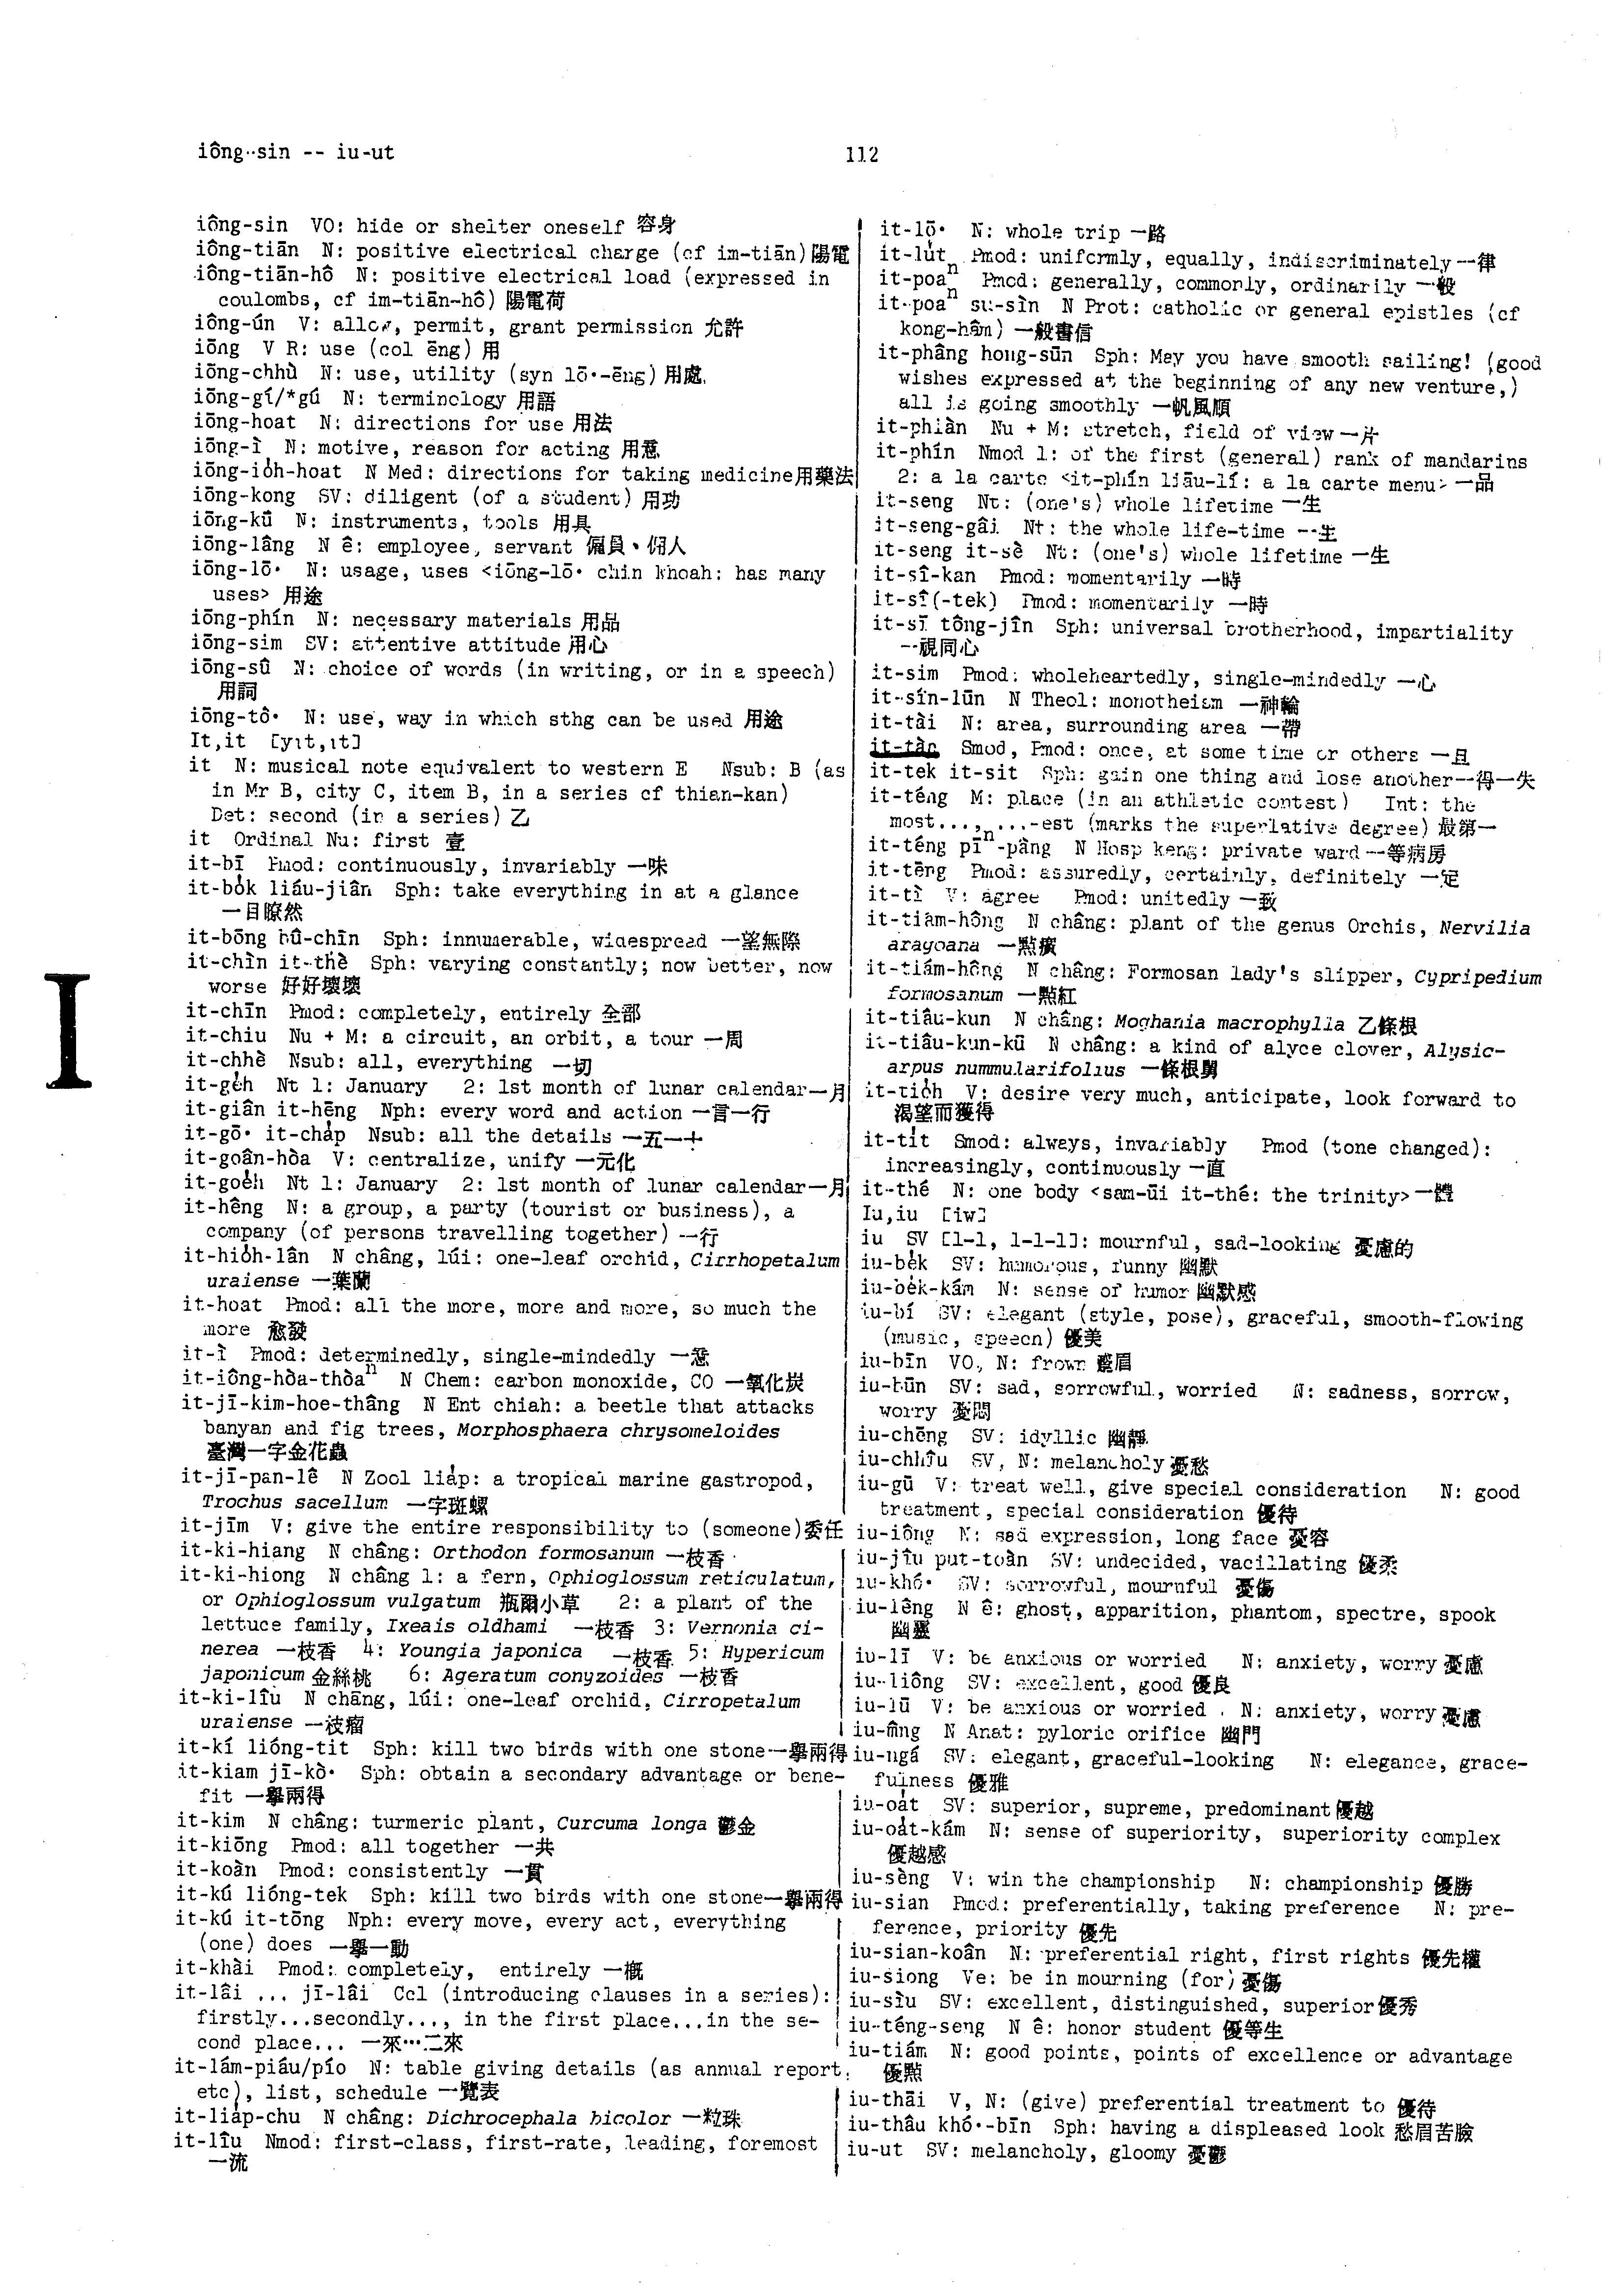 iông-sin -- iu-ut
112
iông-sin VO: hide or shelter oneself 容身
iông-tiān N: positive electrical charge (cf im-tiān) 陽電
iông-tiān-hô N: positive electrical load (expressed in
coulombs, cf im-tiān-hô) 陽電荷
iông-ún V: allow, permit, grant permission 允許
iōng V R: use (col ēng) 用
iōng-chhù N: use, utility (syn lō·-ēng) 用處
iōng-gí/*gú N: terminology 用語
iōng-hoat N: directions for use 用法
iōng-ì N: motive, reason for acting 用意
iōng-io̍h-hoat N Med: directions for taking medicine 用藥法
iōng-kong SV: diligent (of a student) 用功
iōng-kū N: instruments, tools 用具
iōng-lâng N ê: employee, servant 傭員·佣人
iōng-lō· N: usage, uses <iōng-lō· chin khoah: has many
uses> 用途
iōng-phín N: necessary materials 用品
iōng-sim SV: attentive attitude 用心
iōng-sû N: choice of words (in writing, or in a speech)
用詞
iōng-tô· N: use, way in which sthg can be used 用途
It,it [yɪt,ɪt]
it N: musical note equivalent to western E Nsub: B (as
in Mr B, city C, item B, in a series of thian-kan)
Det: second (in a series) 乙
it Ordinal Nu: first 壹
it-bī Pmod: continuously, invariably 一味
it-bo̍k liáu-jiân Sph: take everything in at a glance
一目瞭然
it-bōng bû-chīn Sph: innumerable, widespread 一望無際
it-chìn it-thè Sph: varying constantly; now better, now
worse 好好壞壞
it-chīn Pmod: completely, entirely 全部
it-chiu Nu + M: a circuit, an orbit, a tour 一周
it-chhè Nsub: all, everything 一切
it-ge̍h Nt 1: January 2: 1st month of lunar calendar 一月
it-giân it-hēng Nph: every word and action 一言一行
it-gō· it-cha̍p Nsub: all the details 一五一十
it-goân-hòa V: centralize, unify 一元化
it-goe̍h Nt 1: January 2: 1st month of lunar calendar 一月
it-hêng N: a group, a party (tourist or business), a
company (of persons travelling together) 一行
it-hio̍h-lân N châng, lúi: one-leaf orchid, Cirrhopetalum
uraiense 一葉蘭
it-hoat Pmod: all the more, more and more, so much the
more 愈發
it-ì Pmod: determinedly, single-mindedly 一意
it-iông-hòa-thòaⁿ N Chem: carbon monoxide, CO 一氧化炭
it-jī-kim-hoe-thâng N Ent chiah: a beetle that attacks
banyan and fig trees, Morphosphaera chrysomeloides
臺灣一字金花蟲
it-jī-pan-lê N Zool lia̍p: a tropical marine gastropod,
Trochus sacellum 一字斑螺
it-jīm V: give the entire responsibility to (someone) 委任
it-ki-hiang N châng: Orthodon formosanum 一枝香
it-ki-hiong N châng 1: a fern, Ophioglossum reticulatum,
or Ophioglossum vulgatum 瓶爾小草 2: a plant of the
lettuce family, Ixeais oldhami 一枝香 3: Vernonia ci-
nerea 一枝香 4: Youngia japonica 一枝香 5: Hypericum
japonicum 金絲桃 6: Ageratum conyzoides 一枝香
it-ki-lîu N châng, lúi: one-leaf orchid, Cirropetalum
uraiense 一枝瘤
it-kí lióng-tit Sph: kill two birds with one stone 一擧兩得
it-kiam jī-kò· Sph: obtain a secondary advantage or bene-
fit 一擧兩得
it-kim N châng: turmeric plant, Curcuma longa 鬱金
it-kiōng Pmod: all together 一共
it-koàn Pmod: consistently 一貫
it-kú lióng-tek Sph: kill two birds with one stone 一擧兩得
it-kú it-tōng Nph: every move, every act, everything
(one) does 一擧一動
it-khài Pmod: completely, entirely 一概
it-lâi ... jī-lâi Ccl (introducing clauses in a series):
firstly...secondly..., in the first place...in the se-
cond place... 一來…二來
it-lám-piáu/pío N: table giving details (as annual report,
etc), list, schedule 一覽表
it-lia̍p-chu N châng: Dichrocephala bicolor 一粒珠
it-lîu Nmod: first-class, first-rate, leading, foremost
一流
I
it-lō· N: whole trip 一路
it-lu̍t Pmod: uniformly, equally, indiscriminately 一律
it-poaⁿ Pmod: generally, commonly, ordinarily 一般
it-poaⁿ su-sìn N Prot: catholic or general epistles (cf
kong-hâm) 一般書信
it-phâng hong-sūn Sph: May you have smooth sailing! (good
wishes expressed at the beginning of any new venture,)
all is going smoothly 一帆風順
it-phiàn Nu + M: stretch, field of view 一片
it-phín Nmod 1: of the first (general) rank of mandarins
2: a la carte <it-phín liāu-lí: a la carte menu> 一品
it-seng Nt: (one's) whole lifetime 一生
it-seng-gâi Nt: the whole life-time 一生
it-seng it-sè Nt: (one's) whole lifetime 一生
it-sî-kan Pmod: momentarily 一時
it-sî(-tek) Pmod: momentarily 一時
it-sī tông-jîn Sph: universal brotherhood, impartiality
一視同心
it-sim Pmod: wholeheartedly, single-mindedly 一心
it-sîn-lūn N Theol: monotheism 一神輪
it-tài N: area, surrounding area 一帶
it-tàn Smod, Pmod: once, at some time or others 一旦
it-tek it-sit Sph: gain one thing and lose another 一得一失
it-téng M: place (in an athletic contest) Int: the
most..., ...-est (marks the superlative degree) 最第一
it-téng pīⁿ-pâng N Hosp keng: private ward 一等病房
it-tēng Pmod: assuredly, certainly, definitely 一定
it-tì V: agree Pmod: unitedly 一致
it-tiám-hông N châng: plant of the genus Orchis, Nervilia
aragoana 一點癀
it-tiám-hông N châng: Formosan lady's slipper, Cypripedium
formosanum 一點紅
it-tiâu-kun N châng: Moghania macrophylla 乙條根
it-tiâu-kun-kū N châng: a kind of alyce clover, Alysic-
arpus nummularifolius 一條根舅
it-tio̍h V: desire very much, anticipate, look forward to
渴望而獲得
it-ti̍t Smod: always, invariably Pmod (tone changed):
increasingly, continuously 一直
it-thé N: one body <sam-ūi it-thé: the trinity> 一體
Iu,iu [iw]
iu SV [1-1, 1-1-1]: mournful, sad-looking 憂慮的
iu-be̍k SV: humorous, funny 幽默
iu-be̍k-kám N: sense of humor 幽默感
iu-bí SV: elegant (style, pose), graceful, smooth-flowing
(music, speech) 優美
iu-bîn VO, N: frown 蹙眉
iu-būn SV: sad, sorrowful, worried N: sadness, sorrow,
worry 憂悶
iu-chēng SV: idyllic 幽靜
iu-chhîu SV, N: melancholy 憂愁
iu-gū V: treat well, give special consideration N: good
treatment, special consideration 優待
iu-iông N: sad expression, long face 憂容
iu-jîu put-toàn SV: undecided, vacillating 優柔
iu-khó· SV: sorrowful, mournful 憂傷
iu-lêng N ê: ghost, apparition, phantom, spectre, spook
幽靈
iu-lī V: be anxious or worried N: anxiety, worry 憂慮
iu-liông SV: excellent, good 優良
iu-lū V: be anxious or worried N: anxiety, worry 憂慮
iu-mn̂g N Anat: pyloric orifice 幽門
iu-ngá SV: elegant, graceful-looking N: elegance, grace-
fulness 優雅
iu-oa̍t SV: superior, supreme, predominant 優越
iu-oa̍t-kám N: sense of superiority, superiority complex
優越感
iu-sèng V: win the championship N: championship 優勝
iu-sian Pmod: preferentially, taking preference N: pre-
ference, priority 優先
iu-sian-koân N: preferential right, first rights 優先權
iu-siong Ve: be in mourning (for) 憂傷
iu-sìu SV: excellent, distinguished, superior 優秀
iu-téng-seng N ê: honor student 優等生
iu-tiám N: good points, points of excellence or advantage
優點
iu-thāi V, N: (give) preferential treatment to 優待
iu-thâu khó·-bīn Sph: having a displeased look 愁眉苦臉
iu-ut SV: melancholy, gloomy 憂鬱